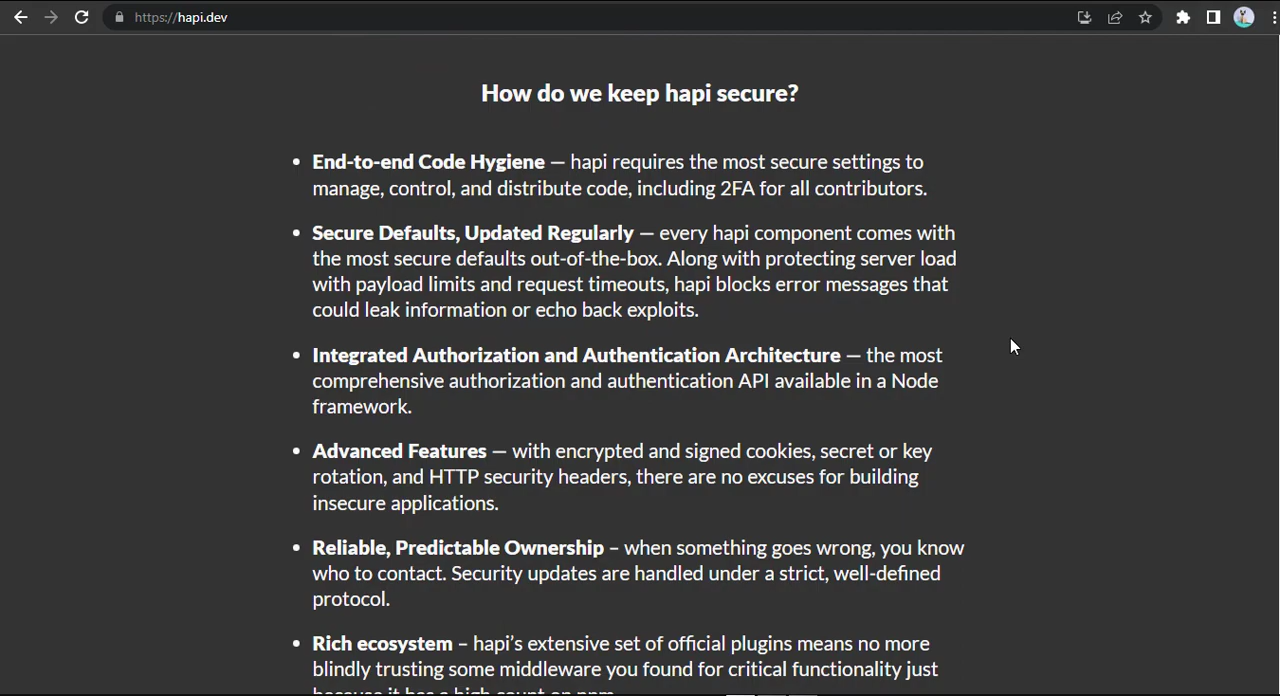 https://hapi.dev
How do we keep hapi secure?
• End-to-end Code Hygiene — hapi requires the most secure settings to
manage, control, and distribute code, including 2FA for all contributors.
• Secure Defaults, Updated Regularly — every hapi component comes with
the most secure defaults out-of-the-box. Along with protecting server load
with payload limits and request timeouts, hapi blocks error messages that
could leak information or echo back exploits.
• Integrated Authorization and Authentication Architecture — the most
comprehensive authorization and authentication API available in a Node
framework.
• Advanced Features — with encrypted and signed cookies, secret or key
rotation, and HTTP security headers, there are no excuses for building
insecure applications.
• Reliable, Predictable Ownership – when something goes wrong, you know
who to contact. Security updates are handled under a strict, well-defined
protocol.
• Rich ecosystem – hapi’s extensive set of official plugins means no more
blindly trusting some middleware you found for critical functionality just
because it has a high count on npm.